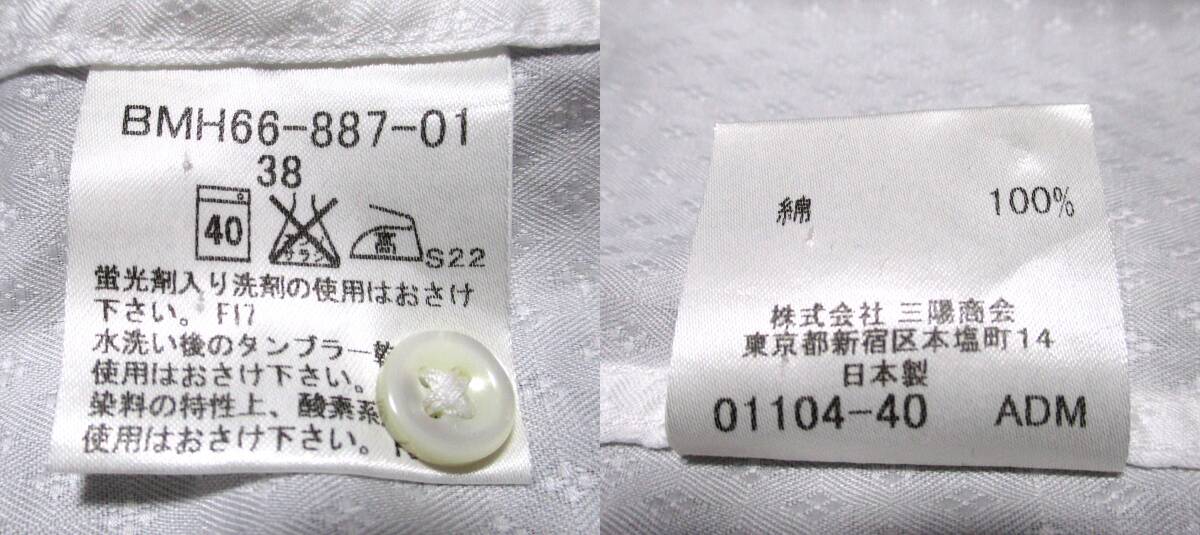 BMH66-887-01
38
40
高
S22
蛍光剤入り洗剤の使用はおさけ
下さい。 F17
水洗い後のタンブラー乾
使用はおさけ下さい。
染料の特性上、酸素系
使用はおさけ下さい。
綿 100%
株式会社 三陽商会
東京都新宿区本塩町14
日本製
01104-40 ADM